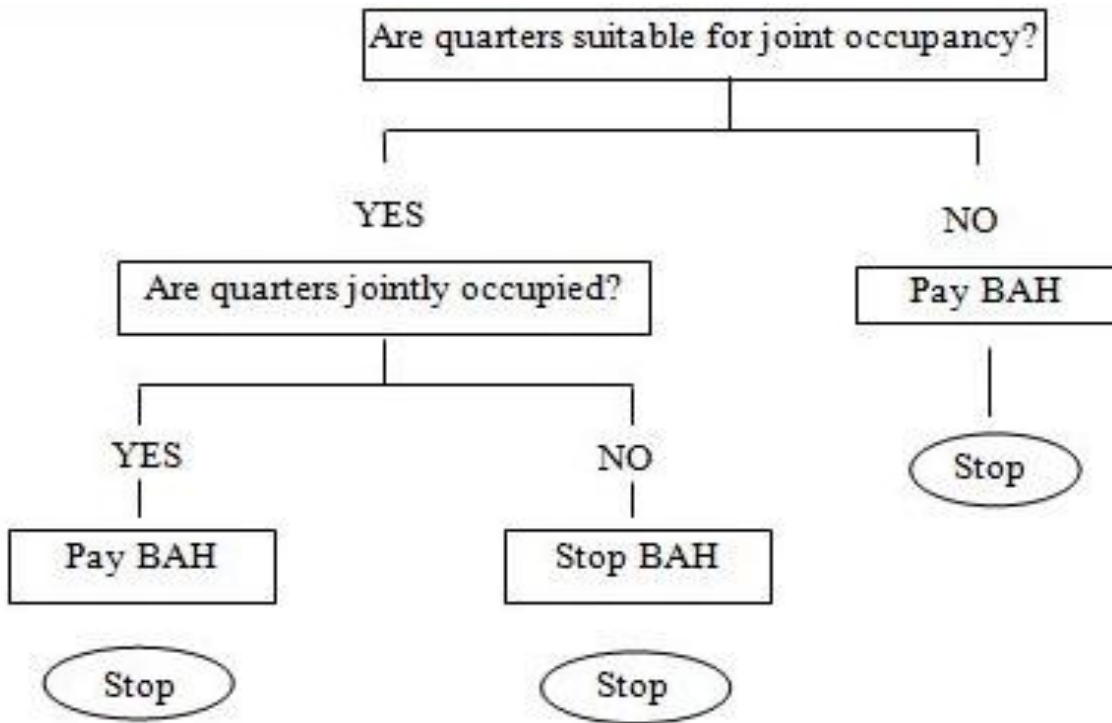 Are quarters suitable for joint occupancy?
YES
NO
Are quarters jointly occupied?
Pay BAH
YES
NO
Stop
Pay BAH
Stop BAH
Stop
Stop